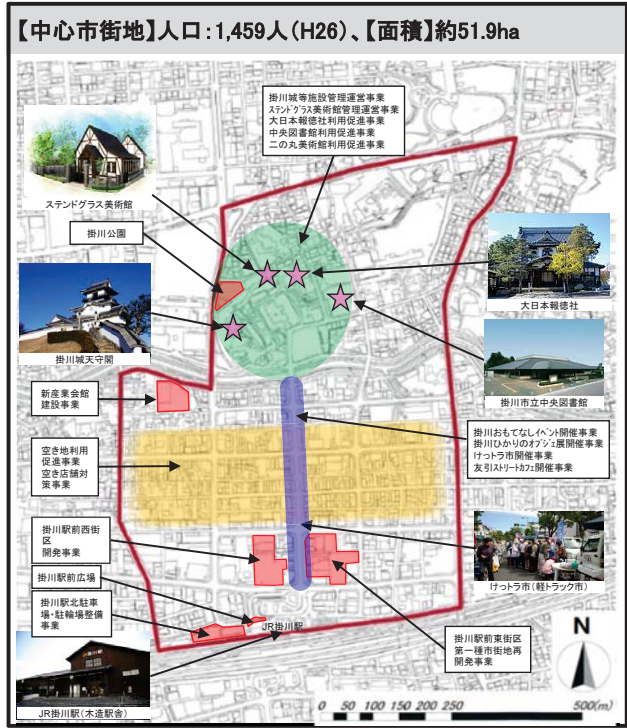 【中心市街地】人口:1,459人(H26)、【面積】約51.9ha
掛川城等施設管理運営事業
ステンドグラス美術館管理運営事業
大日本報徳社利用促進事業
中央図書館利用促進事業
二の丸美術館利用促進事業
ステンドグラス美術館
掛川公園
大日本報徳社
掛川城天守閣
掛川市立中央図書館
新産業会館
建設事業
掛川おもてなしイベント開催事業
掛川ひかりのオブジェ展開催事業
けっトラ市開催事業
友引ストリートカフェ開催事業
空き地利用
促進事業
空き店舗対
策事業
掛川駅前西街
区
開発事業
けっトラ市(軽トラック市)
掛川駅前広場
掛川駅北駐車
場・駐輪場整備
事業
JR掛川駅
掛川駅前東街区
第一種市街地再
開発事業
N
JR掛川駅(木造駅舎)
0 50 100 150 200 250 500(m)